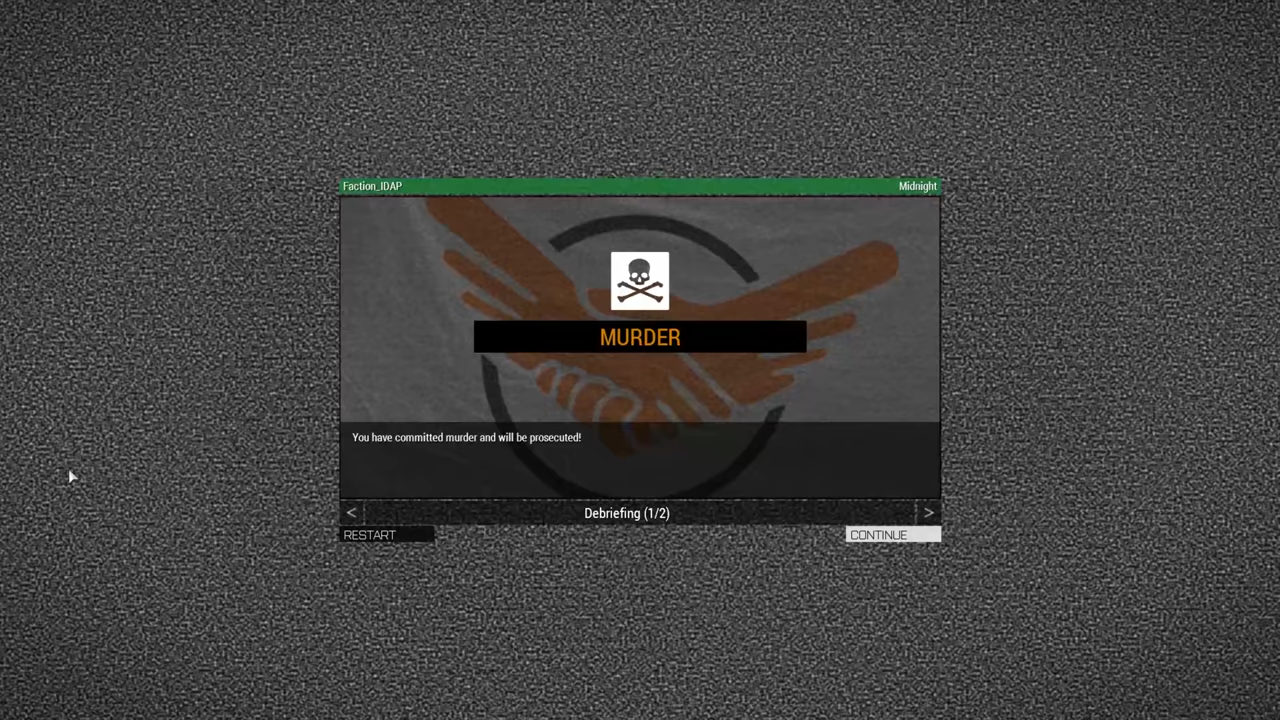 Faction_IDAP
Midnight
MURDER
You have committed murder and will be prosecuted!
< Debriefing (1/2) >
RESTART
CONTINUE